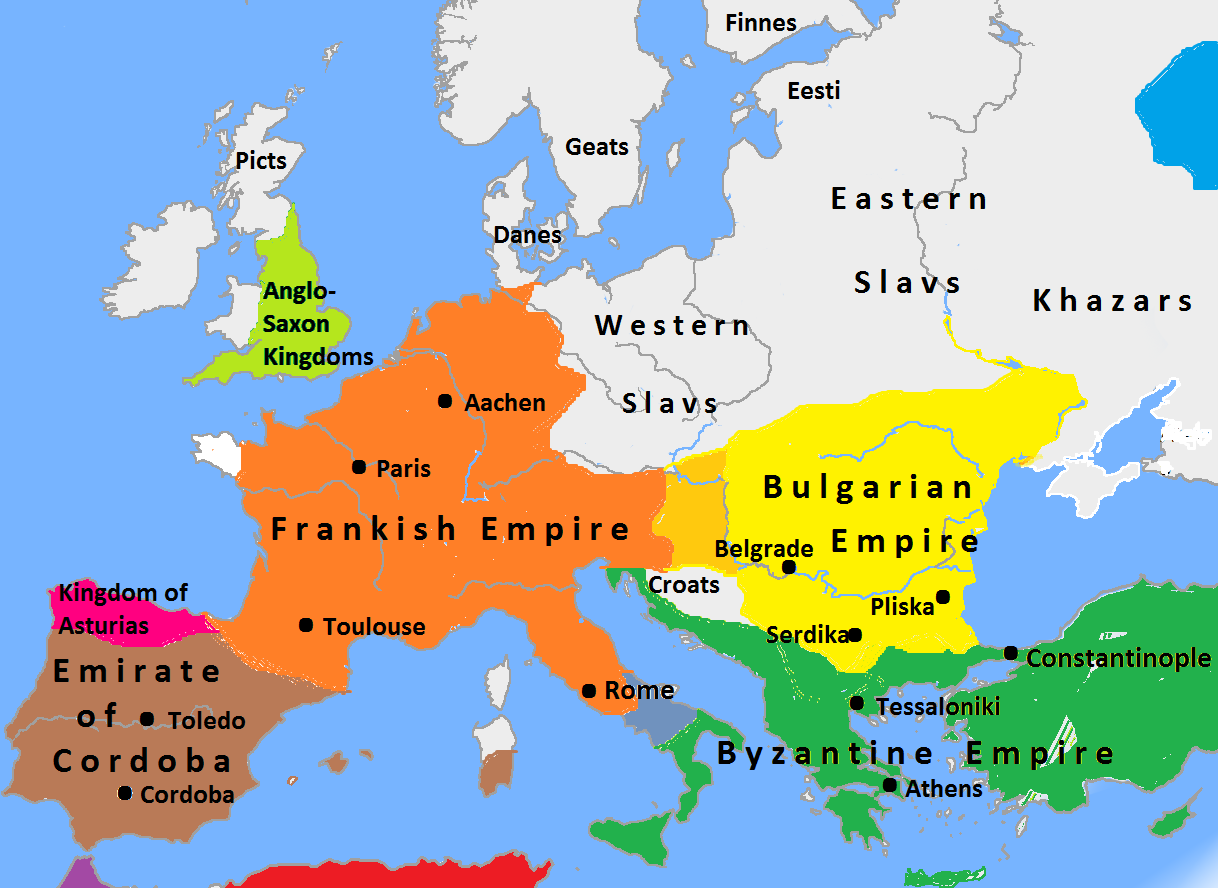 Finnes
Eesti
Geats
Picts
Eastern
Slavs
Danes
Khazars
Anglo-
Saxon
Kingdoms
Western
Slavs
Aachen
Paris
Bulgarian
Empire
Frankish Empire
Belgrade
Croats
Kingdom of
Asturias
Pliska
Toulouse
Serdika
Constantinople
Emirate
of
Cordoba
Toledo
Rome
Tessaloniki
Byzantine Empire
Cordoba
Athens